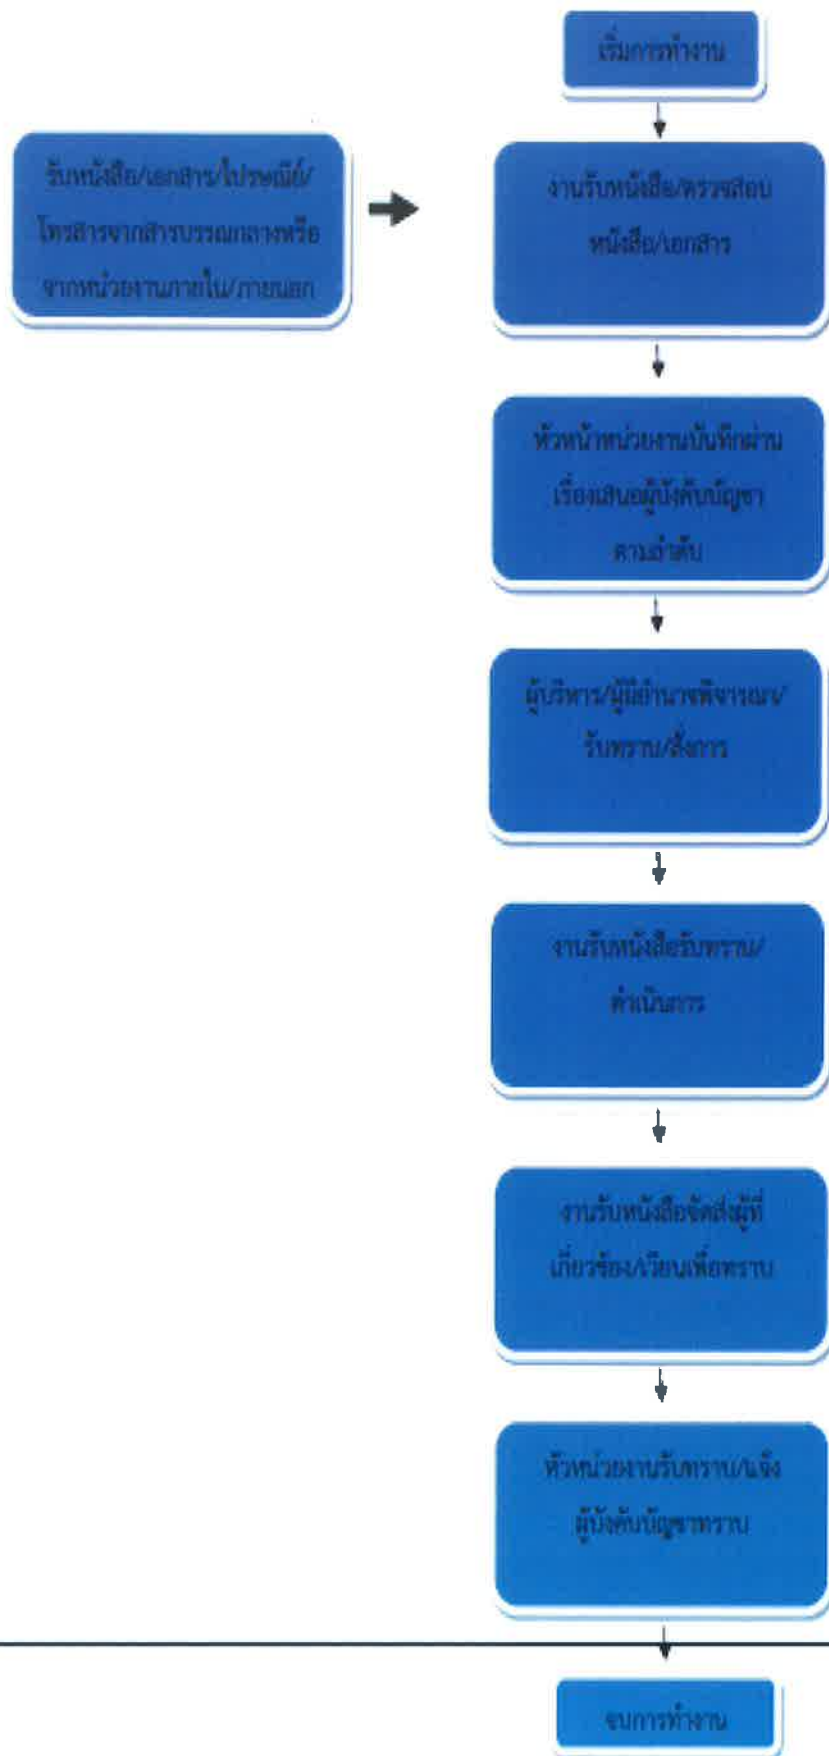 เริ่มการทำงาน
รับหนังสือ/เอกสาร/ไปรษณีย์/
โทรสารจากสารบรรณกลางหรือ
จากหน่วยงานภายใน/ภายนอก
งานรับหนังสือ/ตรวจสอบ
หนังสือ/เอกสาร
หัวหน้าหน่วยงานบันทึกผ่าน
เรื่องเสนอผู้บังคับบัญชา
ตามลำดับ
ผู้บริหาร/ผู้มีอำนาจพิจารณา/
รับทราบ/สั่งการ
งานรับหนังสือรับทราบ/
ดำเนินการ
งานรับหนังสือจัดส่งผู้ที่
เกี่ยวข้อง/เวียนเพื่อทราบ
หัวหน่วยงานรับทราบ/แจ้ง
ผู้บังคับบัญชาทราบ
จบการทำงาน